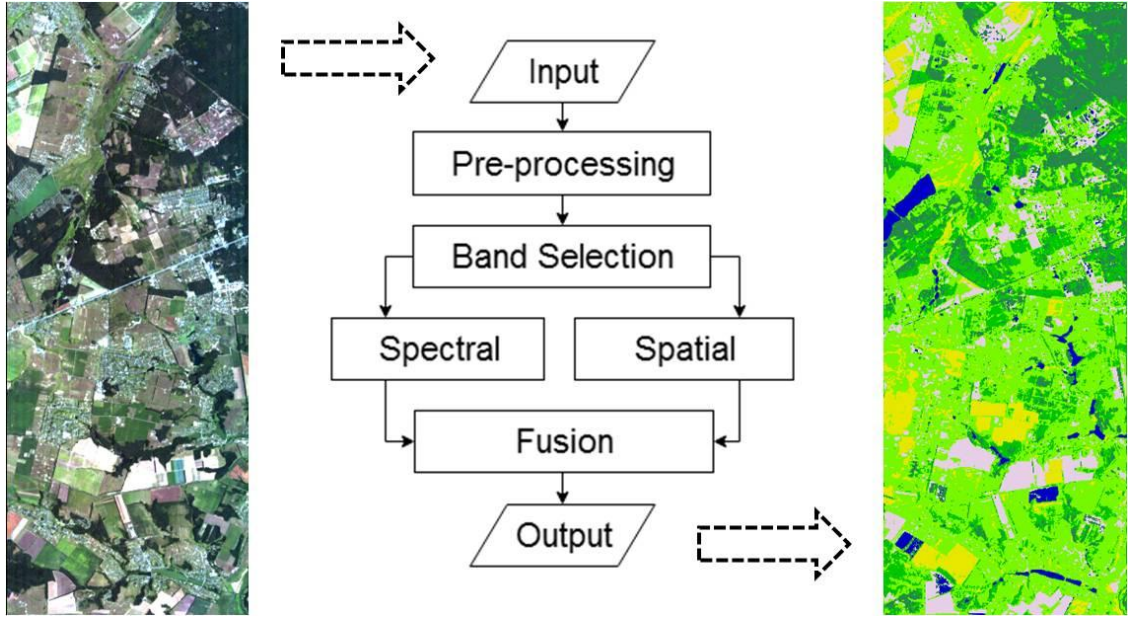 Input
Pre-processing
Band Selection
Spectral
Spatial
Fusion
Output